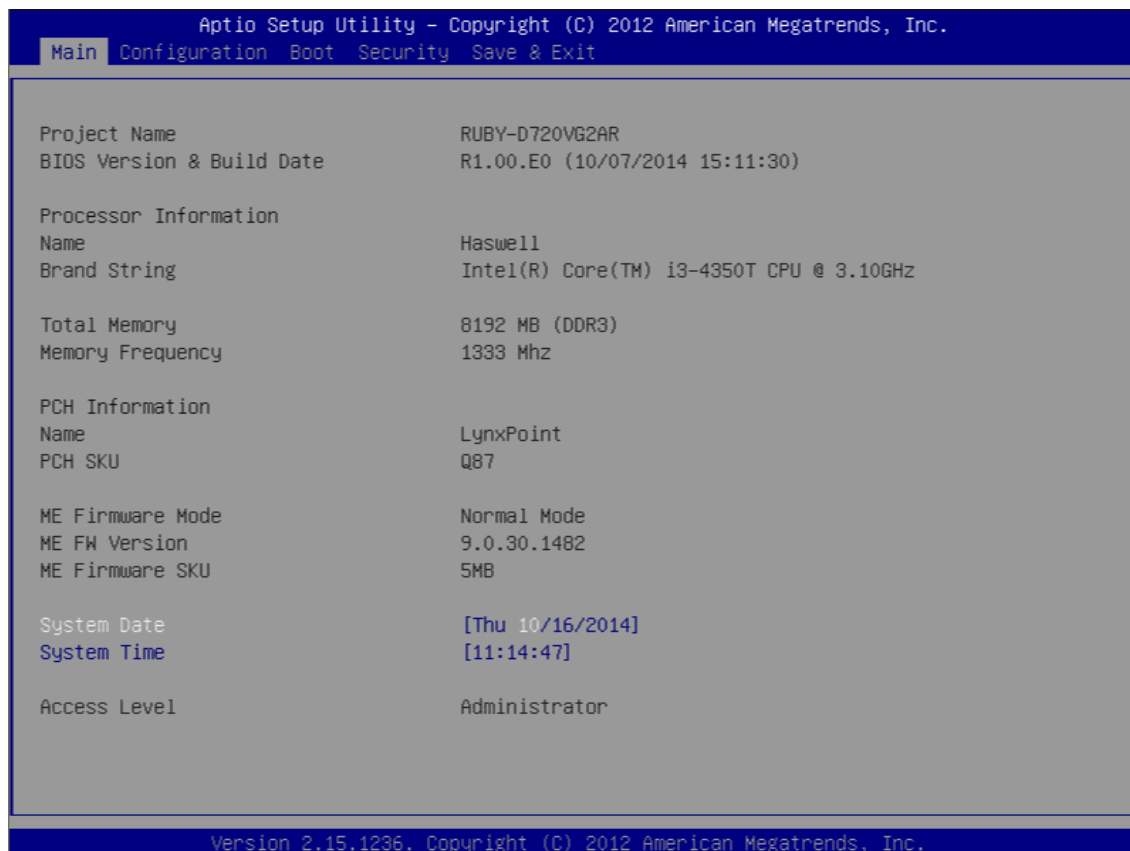 Aptio Setup Utility – Copyright (C) 2012 American Megatrends, Inc.
Main Configuration Boot Security Save & Exit
Project Name RUBY-D720VG2AR
BIOS Version & Build Date R1.00.E0 (10/07/2014 15:11:30)
Processor Information
Name Haswell
Brand String Intel(R) Core(TM) i3-4350T CPU @ 3.10GHz
Total Memory 8192 MB (DDR3)
Memory Frequency 1333 Mhz
PCH Information
Name LynxPoint
PCH SKU Q87
ME Firmware Mode Normal Mode
ME FW Version 9.0.30.1482
ME Firmware SKU 5MB
System Date [Thu 10/16/2014]
System Time [11:14:47]
Access Level Administrator
Version 2.15.1236. Copyright (C) 2012 American Megatrends, Inc.